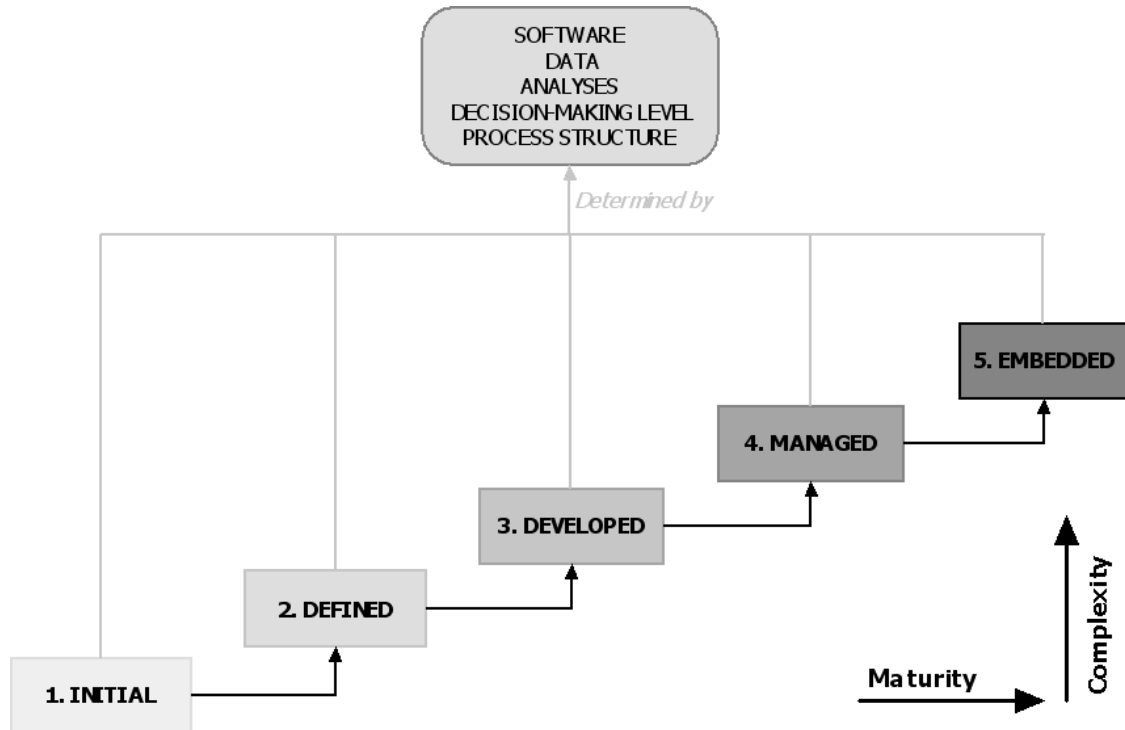 SOFTWARE
DATA
ANALYSES
DECISION-MAKING LEVEL
PROCESS STRUCTURE
Determined by
5. EMBEDDED
4. MANAGED
3. DEVELOPED
2. DEFINED
1. INITIAL
Maturity
Complexity